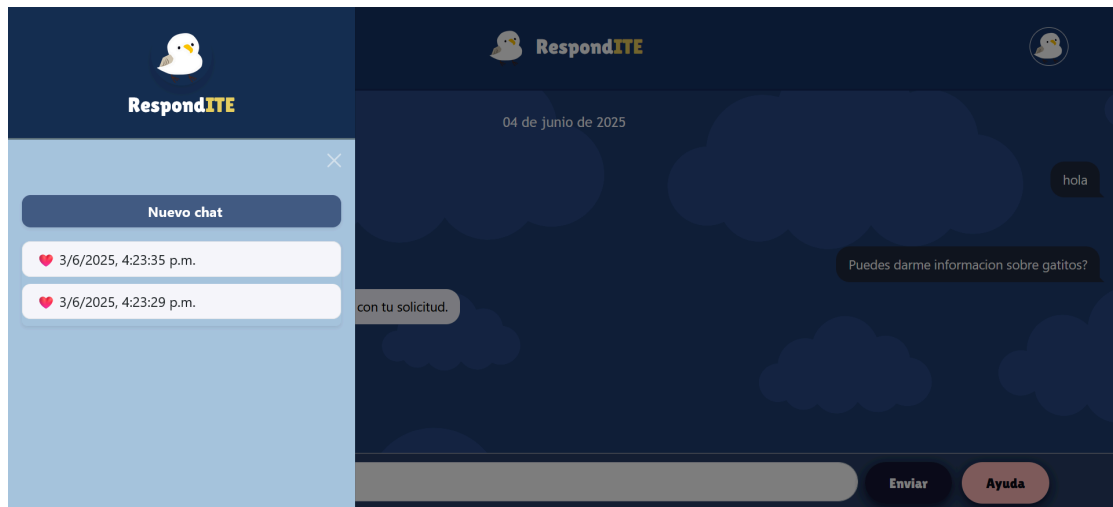 RespondITE
Nuevo chat
3/6/2025, 4:23:35 p.m.
3/6/2025, 4:23:29 p.m.
RespondITE
04 de junio de 2025
hola
Puedes darme informacion sobre gatitos?
con tu solicitud.
Enviar
Ayuda